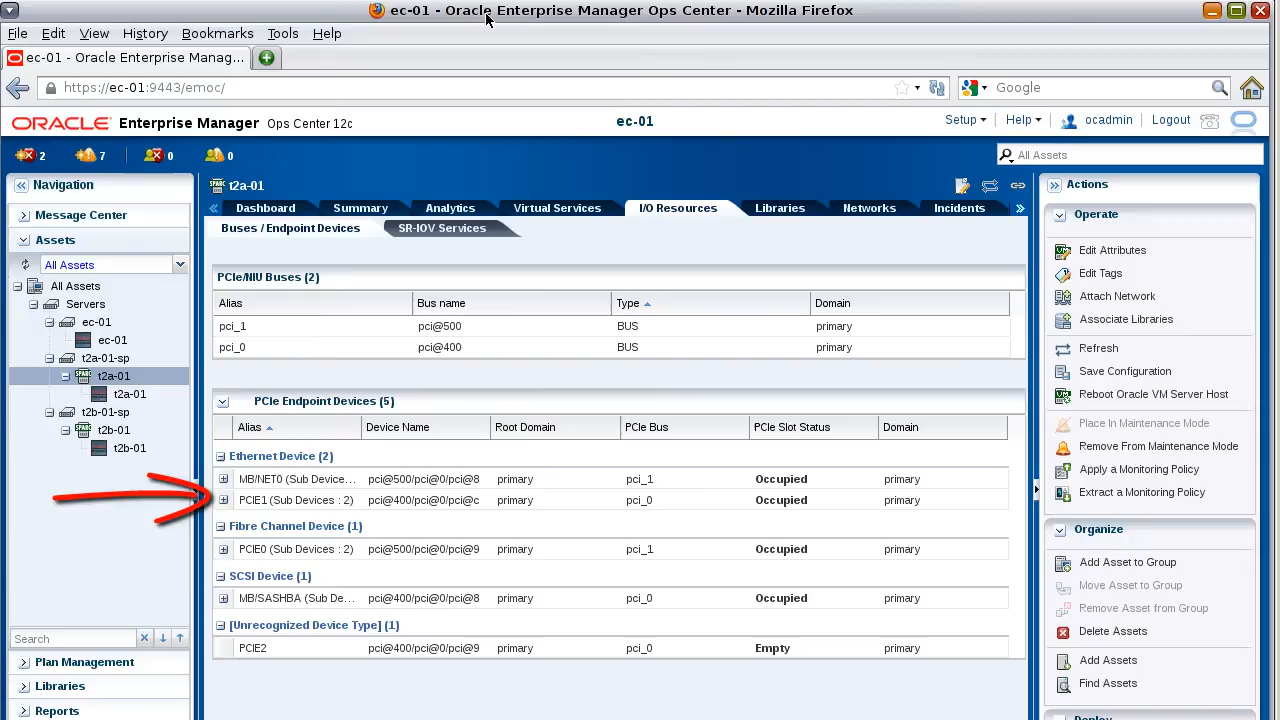 ec-01 - Oracle Enterprise Manager Ops Center - Mozilla Firefox
File Edit View History Bookmarks Tools Help
ec-01 - Oracle Enterprise Manag...
https://ec-01:9443/emoc/
Google
ORACLE Enterprise Manager Ops Center 12c
ec-01
Setup Help ocadmin Logout
2 7 0 0
All Assets
Navigation
Message Center
Assets
All Assets
All Assets
Servers
ec-01
ec-01
t2a-01-sp
t2a-01
t2a-01
t2b-01-sp
t2b-01
t2b-01
Search
Plan Management
Libraries
Reports
t2a-01
Dashboard Summary Analytics Virtual Services I/O Resources Libraries Networks Incidents
Buses / Endpoint Devices SR-IOV Services
PCIe/NIU Buses (2)
Alias Bus name Type Domain
pci_1 pci@500 BUS primary
pci_0 pci@400 BUS primary
PCIe Endpoint Devices (5)
Alias Device Name Root Domain PCIe Bus PCIe Slot Status Domain
Ethernet Device (2)
MB/NET0 (Sub Device... pci@500/pci@0/pci@8 primary pci_1 Occupied primary
PCIE1 (Sub Devices : 2) pci@400/pci@0/pci@c primary pci_0 Occupied primary
Fibre Channel Device (1)
PCIE0 (Sub Devices : 2) pci@500/pci@0/pci@9 primary pci_1 Occupied primary
SCSI Device (1)
MB/SASHBA (Sub De... pci@400/pci@0/pci@8 primary pci_0 Occupied primary
[Unrecognized Device Type] (1)
PCIE2 pci@400/pci@0/pci@9 primary pci_0 Empty primary
Actions
Operate
Edit Attributes
Edit Tags
Attach Network
Associate Libraries
Refresh
Save Configuration
Reboot Oracle VM Server Host
Place In Maintenance Mode
Remove From Maintenance Mode
Apply a Monitoring Policy
Extract a Monitoring Policy
Organize
Add Asset to Group
Move Asset to Group
Remove Asset from Group
Delete Assets
Add Assets
Find Assets
Deploy